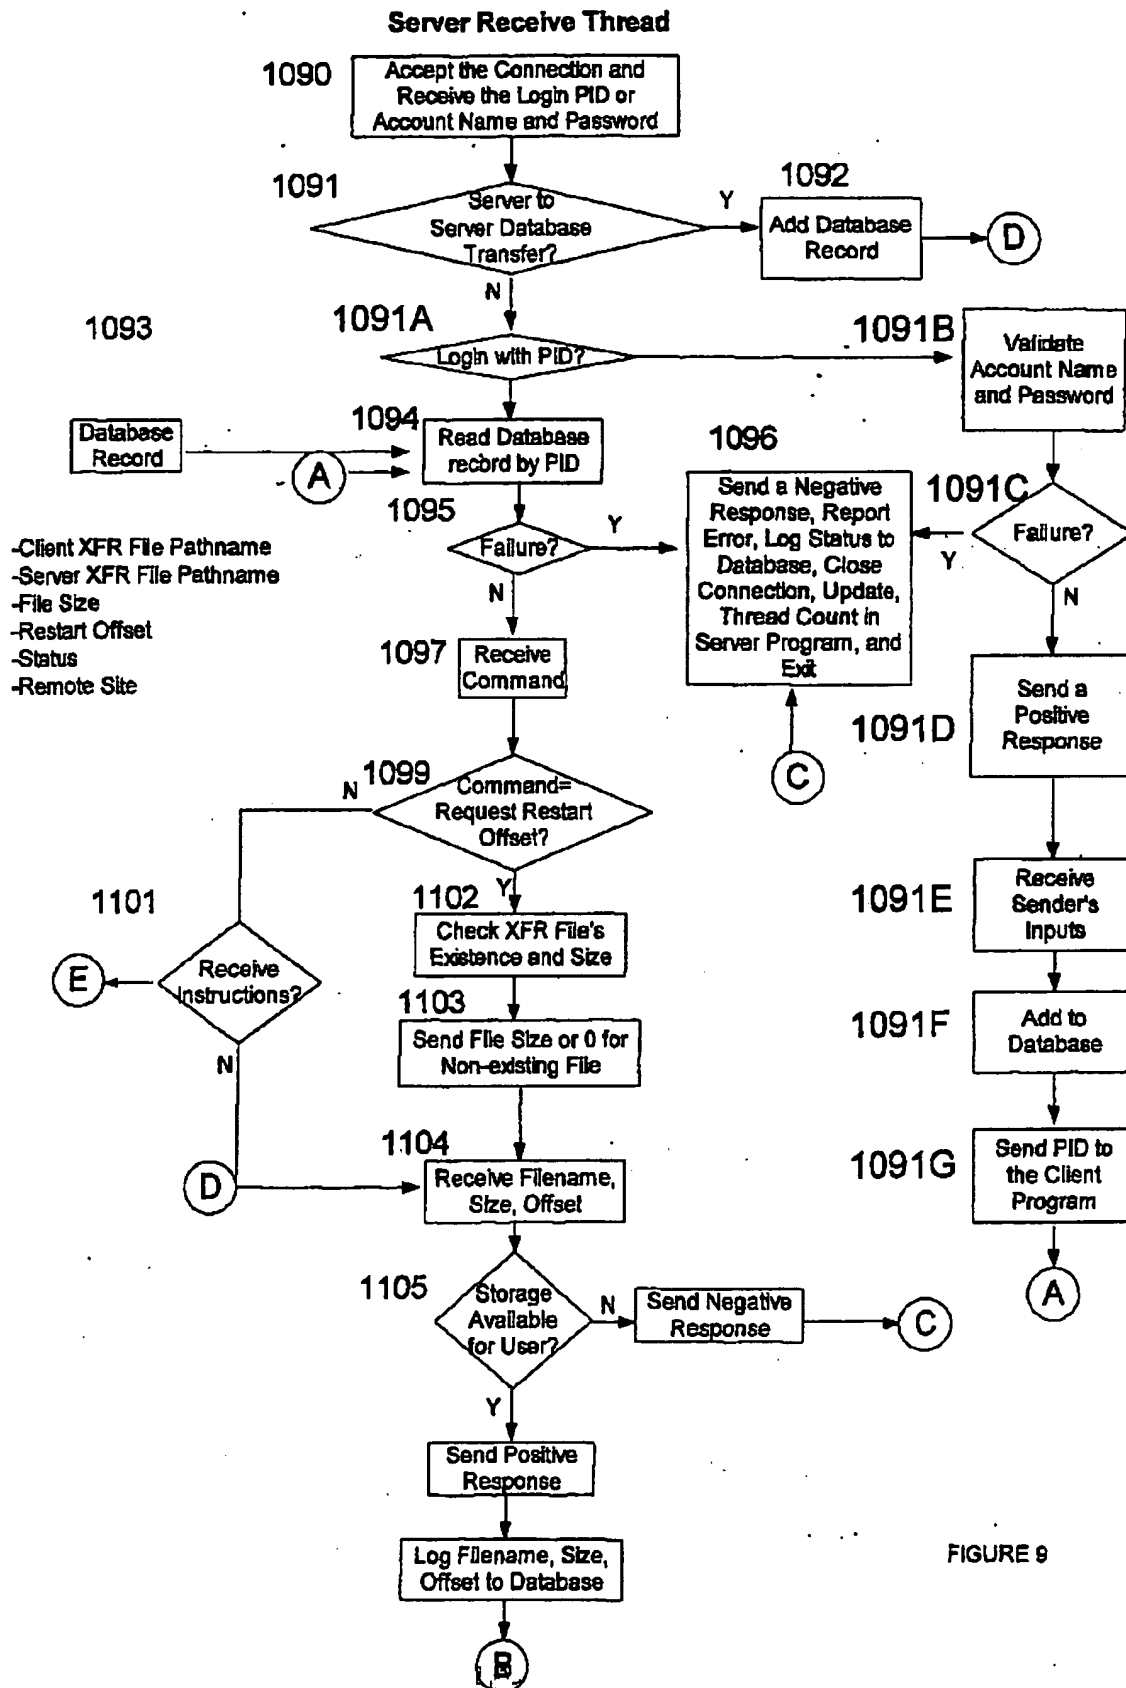 Server Receive Thread
1090
Accept the Connection and
Receive the Login PID or
Account Name and Password
1091
Server to
Server Database
Transfer?
Y
1092
Add Database
Record
D
N
1093
1091A
Login with PID?
1091B
Validate
Account Name
and Password
Database
Record
A
1094
Read Database
record by PID
1095
Failure?
Y
1096
Send a Negative
Response, Report
Error, Log Status to
Database, Close
Connection, Update,
Thread Count in
Server Program, and
Exit
1091C
Failure?
Y
N
-Client XFR File Pathname
-Server XFR File Pathname
-File Size
-Restart Offset
-Status
-Remote Site
N
1097
Receive
Command
C
1091D
Send a
Positive
Response
1099
Command=
Request Restart
Offset?
N
Y
1101
Receive
Instructions?
E
N
1102
Check XFR File's
Existence and Size
1091E
Receive
Sender's
Inputs
1103
Send File Size or 0 for
Non-existing File
1091F
Add to
Database
1104
D
Receive Filename,
Size, Offset
1091G
Send PID to
the Client
Program
A
1105
Storage
Available
for User?
N
Send Negative
Response
C
Y
Send Positive
Response
Log Filename, Size,
Offset to Database
B
FIGURE 9